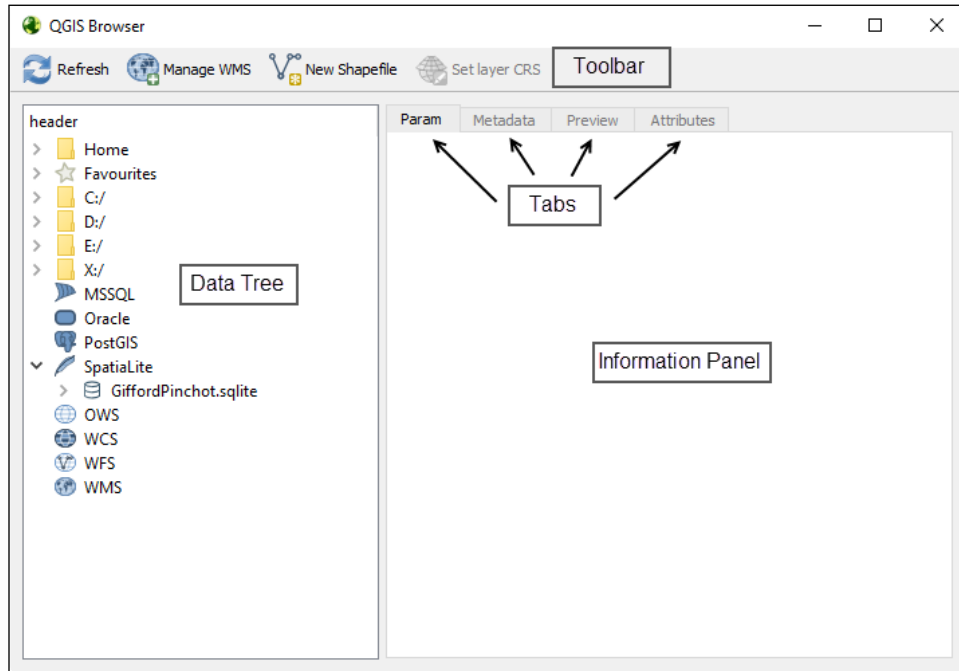 QGIS Browser
Refresh Manage WMS New Shapefile Set layer CRS Toolbar
header
Home
Favourites
C:/
D:/
E:/
X:/
MSSQL
Oracle
PostGIS
SpatiaLite
GiffordPinchot.sqlite
OWS
WCS
WFS
WMS
Data Tree
Param Metadata Preview Attributes
Tabs
Information Panel